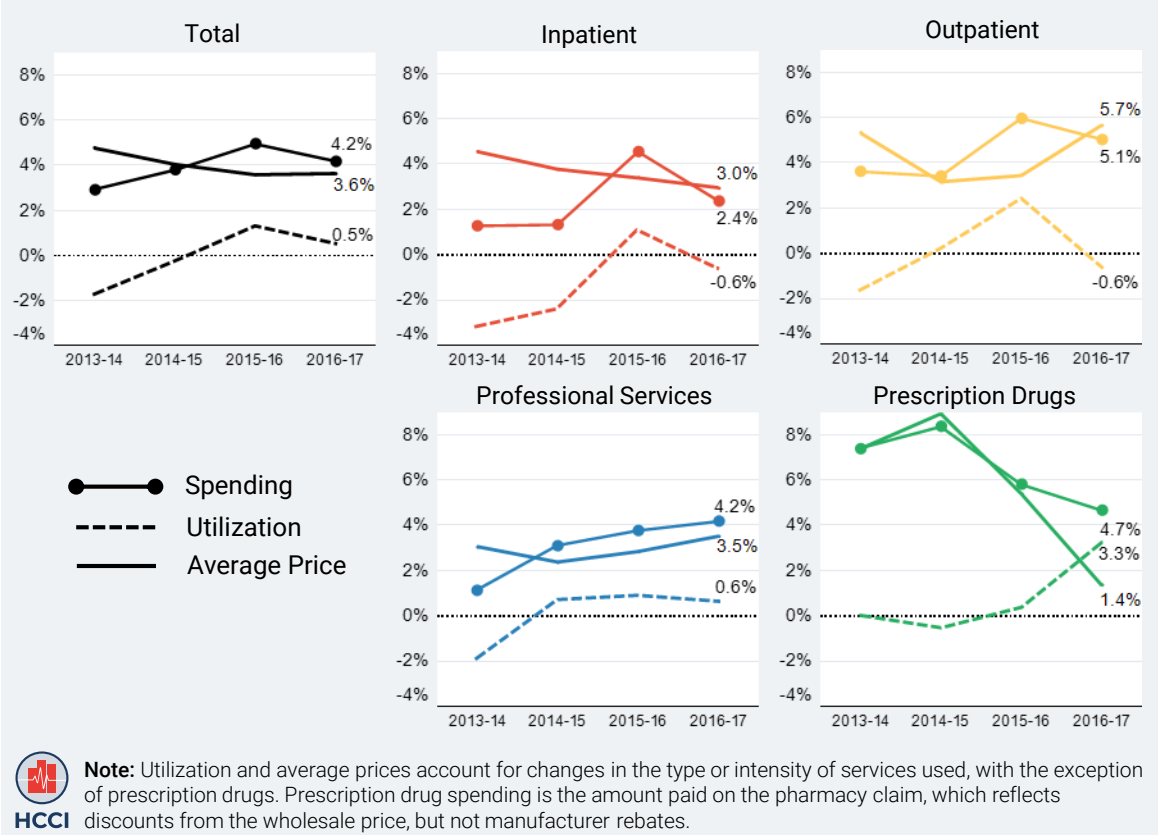 Total
8%
6%
4%
2%
0%
-2%
-4%
4.2%
3.6%
0.5%
2013-14 2014-15 2015-16 2016-17
Inpatient
8%
6%
4%
2%
0%
-2%
-4%
3.0%
2.4%
-0.6%
2013-14 2014-15 2015-16 2016-17
Outpatient
8%
6%
4%
2%
0%
-2%
-4%
5.7%
5.1%
-0.6%
2013-14 2014-15 2015-16 2016-17
Spending
Utilization
Average Price
Professional Services
8%
6%
4%
2%
0%
-2%
-4%
4.2%
3.5%
0.6%
2013-14 2014-15 2015-16 2016-17
Prescription Drugs
8%
6%
4%
2%
0%
-2%
-4%
4.7%
3.3%
1.4%
2013-14 2014-15 2015-16 2016-17
HCCI
Note: Utilization and average prices account for changes in the type or intensity of services used, with the exception
of prescription drugs. Prescription drug spending is the amount paid on the pharmacy claim, which reflects
discounts from the wholesale price, but not manufacturer rebates.